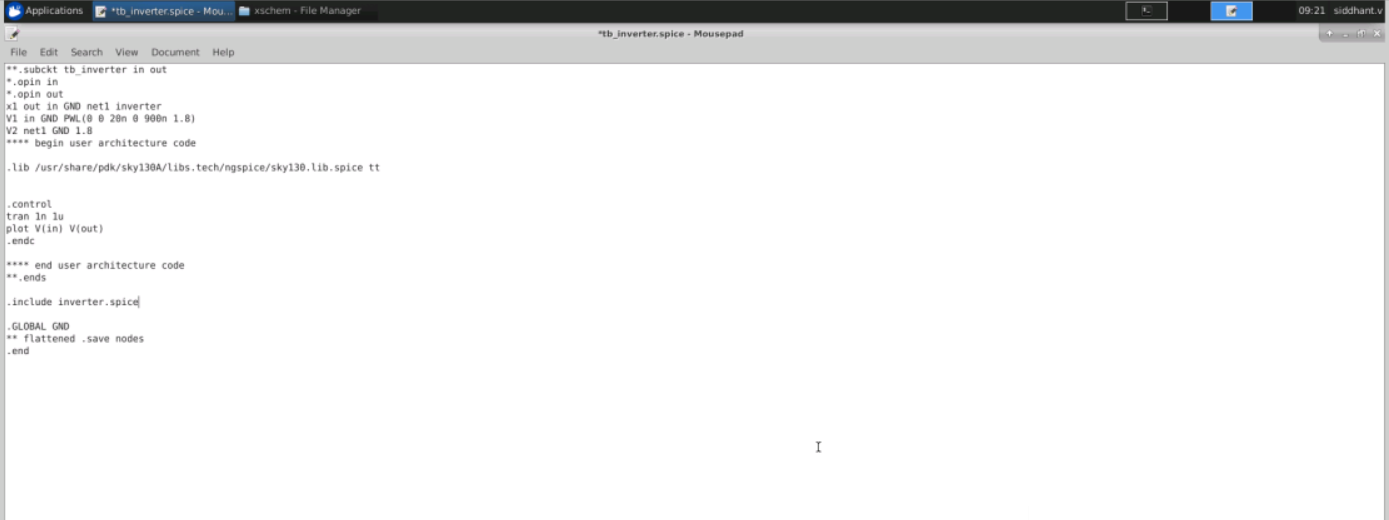 Applications
*tb_inverter.spice - Mou...
xschem - File Manager
09:21 siddhant.v
*tb_inverter.spice - Mousepad
File Edit Search View Document Help
**.subckt tb_inverter in out
*.opin in
*.opin out
x1 out in GND net1 inverter
V1 in GND PWL(0 0 20n 0 900n 1.8)
V2 net1 GND 1.8
**** begin user architecture code
.lib /usr/share/pdk/sky130A/libs.tech/ngspice/sky130.lib.spice tt
.control
tran 1n 1u
plot V(in) V(out)
.endc
**** end user architecture code
**.ends
.include inverter.spice
.GLOBAL GND
** flattened .save nodes
.end